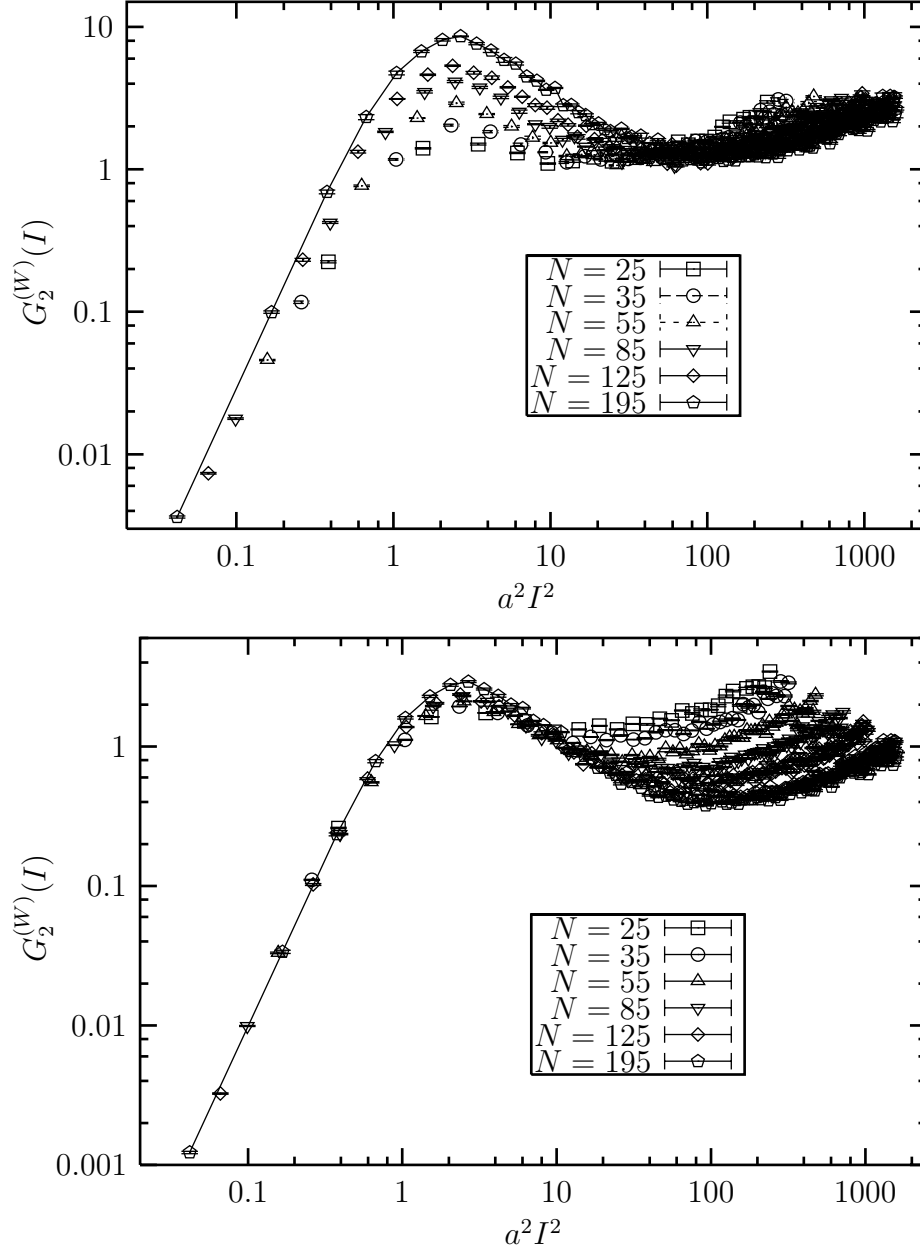 10
1
0.1
0.01
G_2^{(W)}(I)
N = 25
N = 35
N = 55
N = 85
N = 125
N = 195
0.1 1 10 100 1000
a^2I^2
1
0.1
0.01
0.001
G_2^{(W)}(I)
N = 25
N = 35
N = 55
N = 85
N = 125
N = 195
0.1 1 10 100 1000
a^2I^2